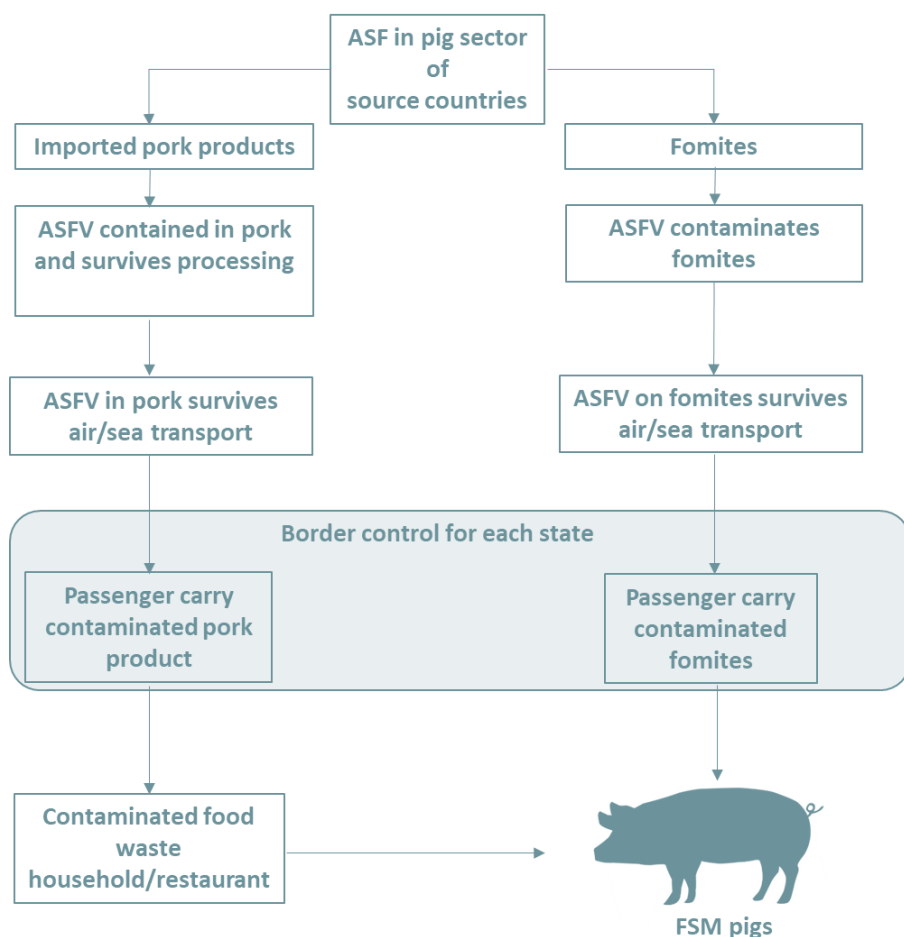 ASF in pig sector
of
source countries
Imported pork products
Fomites
ASFV contained in pork
and survives processing
ASFV contaminates
fomites
ASFV in pork survives
air/sea transport
ASFV on fomites survives
air/sea transport
Border control for each state
Passenger carry
contaminated pork
product
Passenger carry
contaminated
fomites
Contaminated food
waste
household/restaurant
FSM pigs